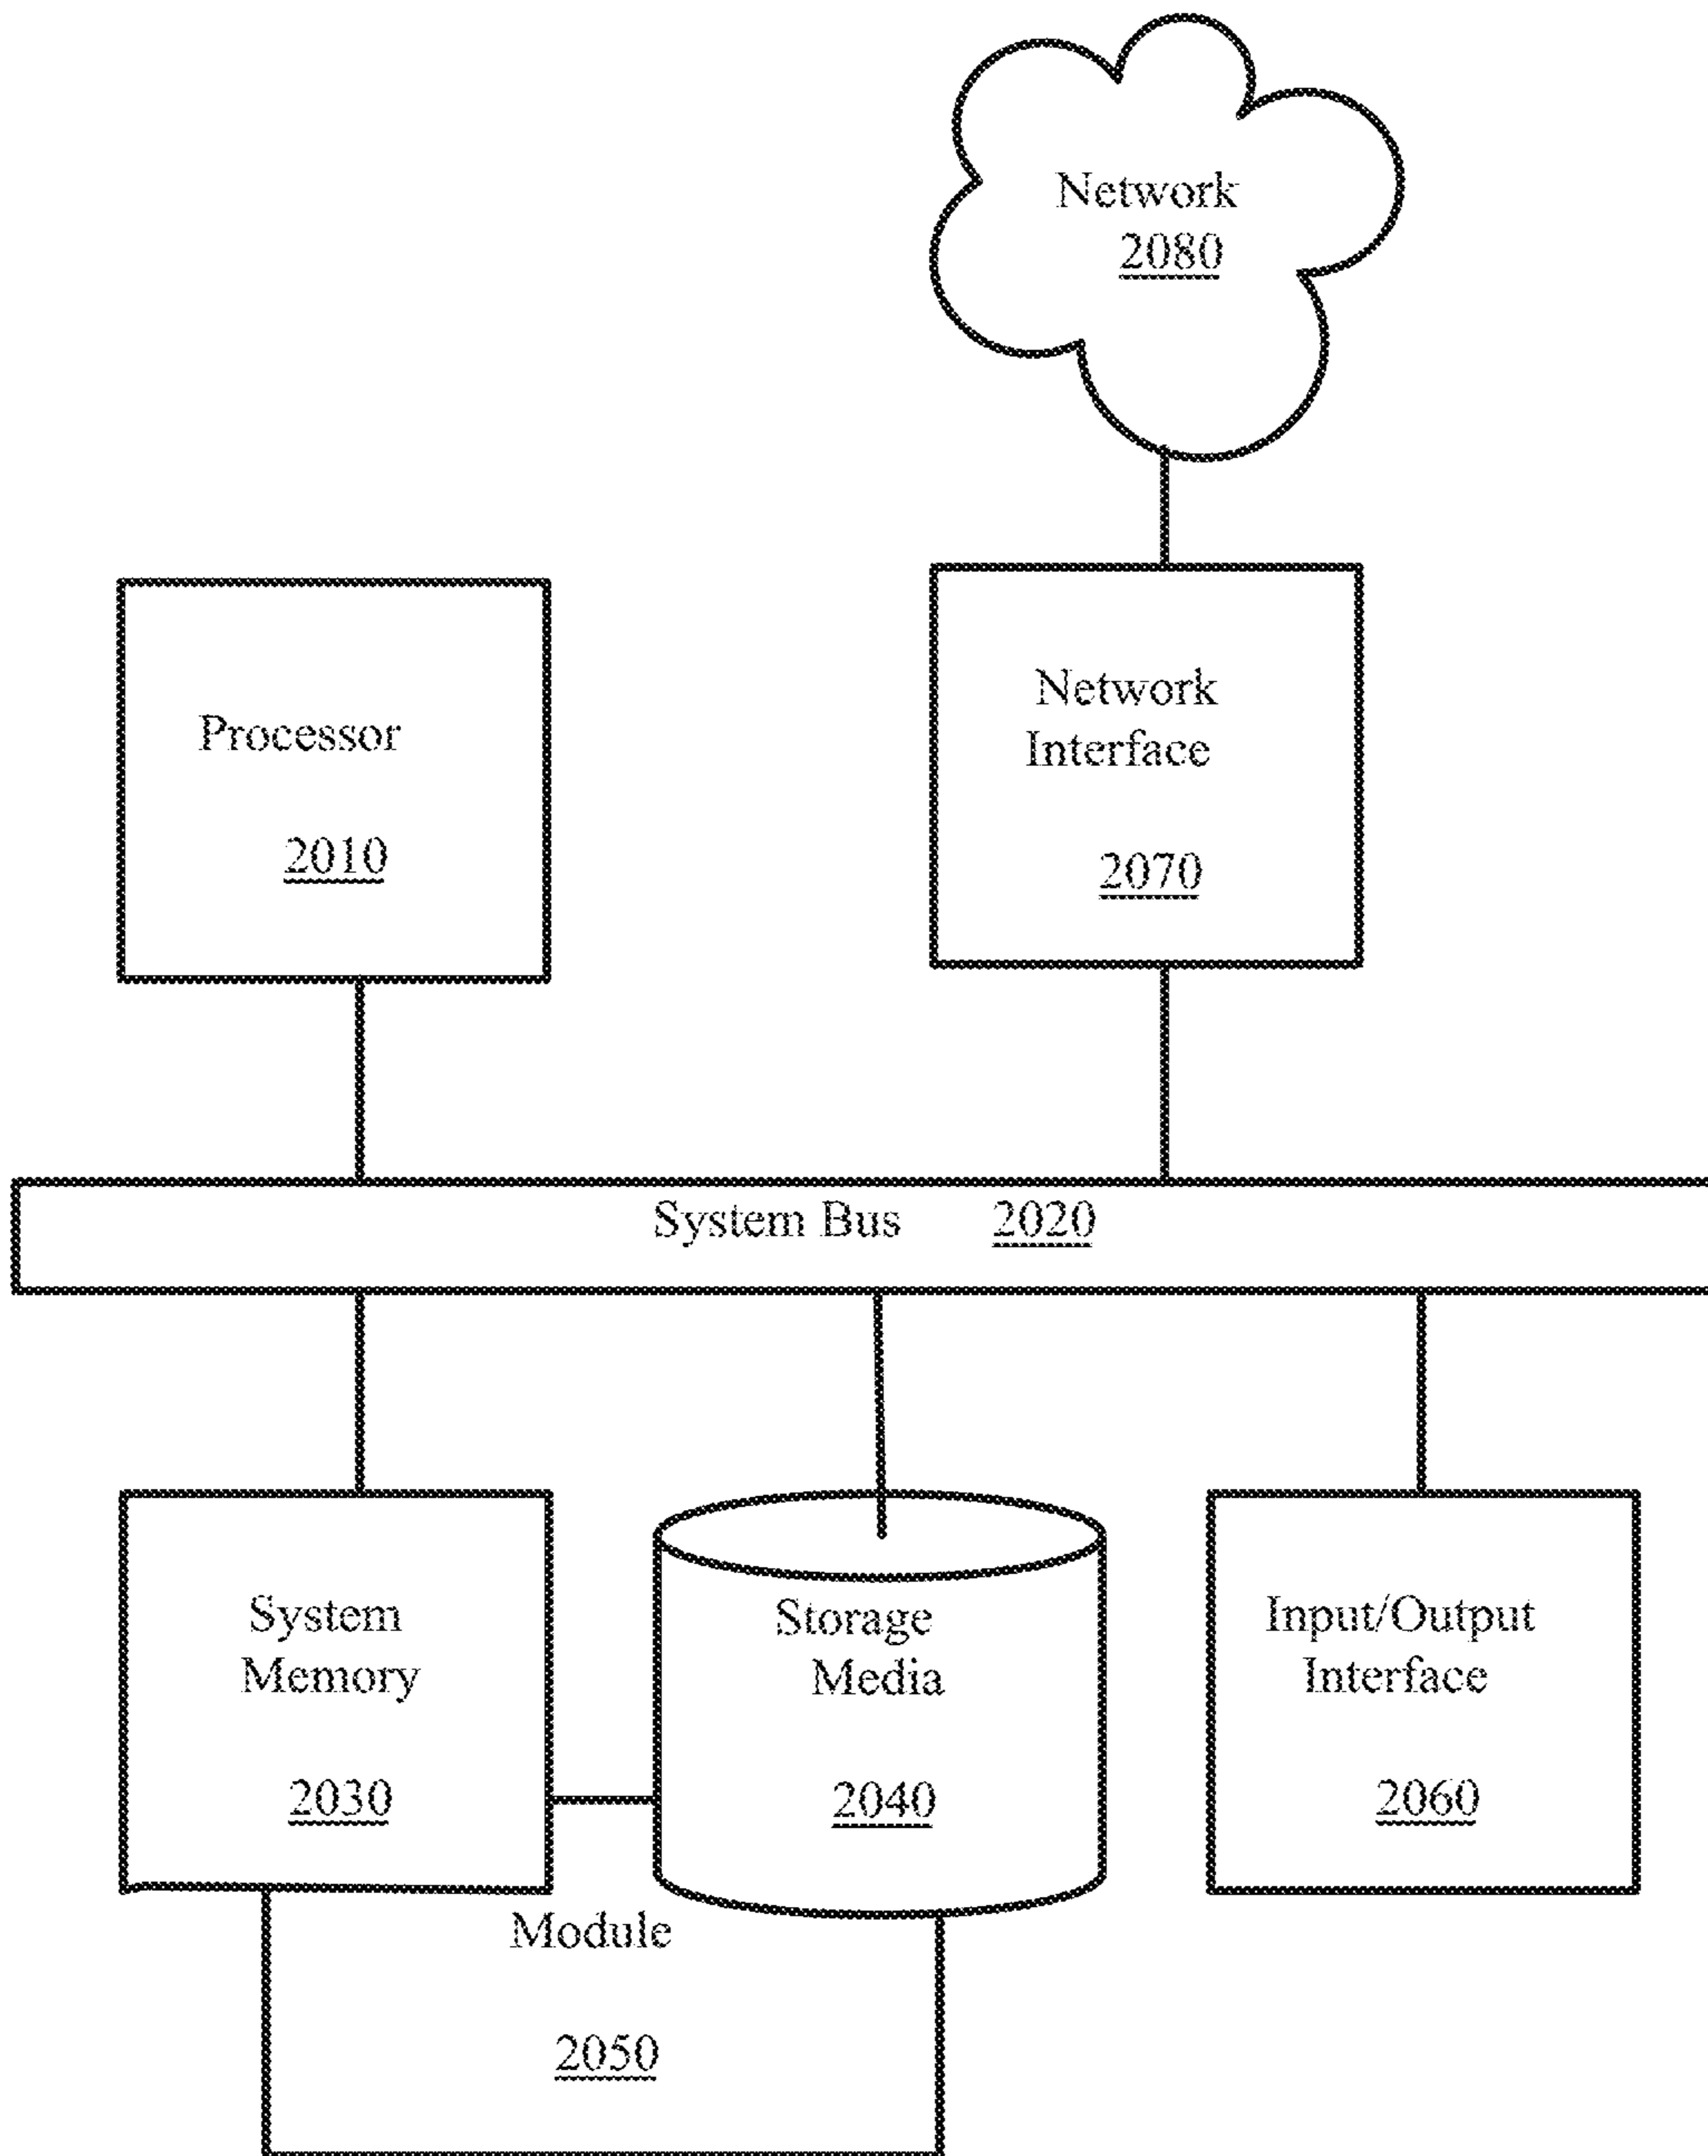 Network
2080
Processor
2010
Network
Interface
2070
System Bus 2020
System
Memory
2030
Storage
Media
2040
Input/Output
Interface
2060
Module
2050